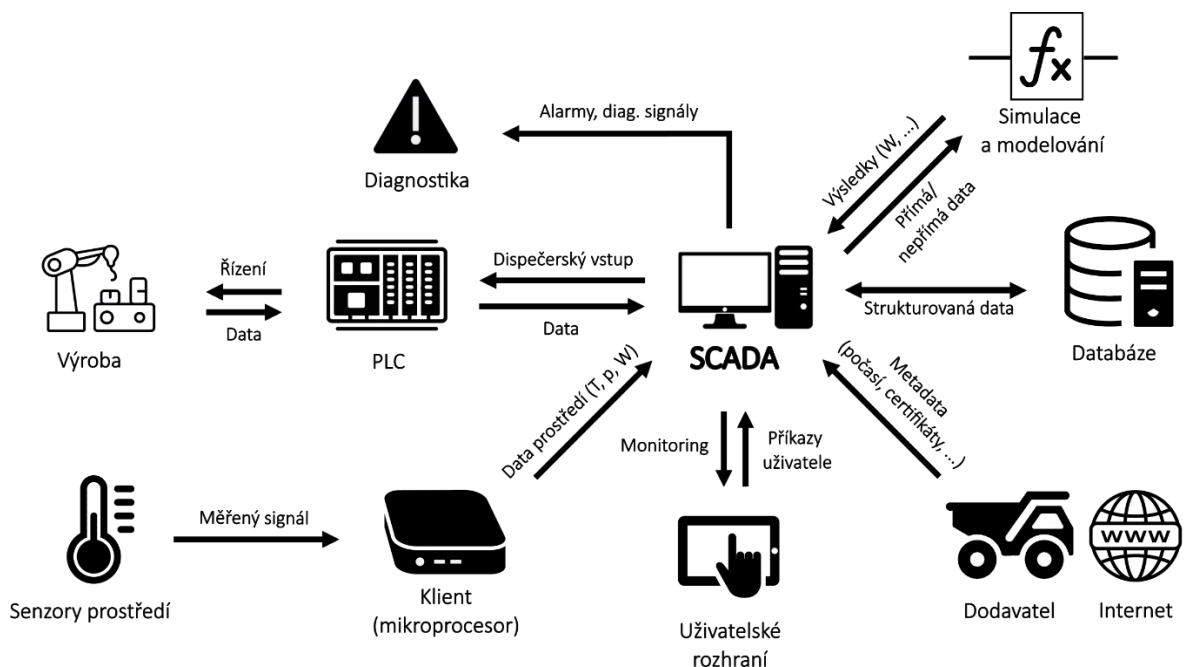 fx
Simulace
a modelování
Alarmy, diag. signály
Diagnostika
Výsledky (W, ...)
Přímá/
nepřímá data
Řízení
Data
Výroba
PLC
Dispečerský vstup
Data
SCADA
Strukturovaná data
Databáze
Data prostředí (T, p, W)
Monitoring
Příkazy
uživatele
Metadata
(počasí, certifikáty, ...)
Měřený signál
Senzory prostředí
Klient
(mikroprocesor)
Uživatelské
rozhraní
Dodavatel
WWW
Internet